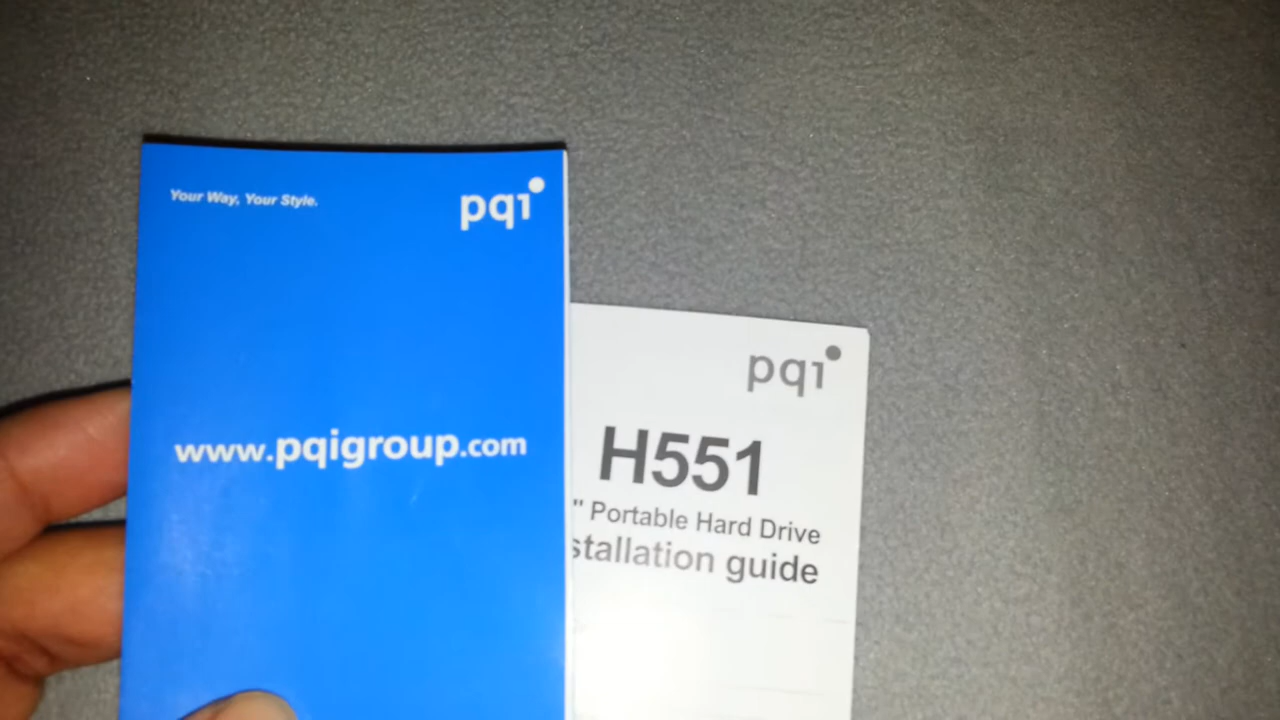 Your Way, Your Style.
pqi
www.pqigroup.com
pqi
H551
" Portable Hard Drive
stallation guide